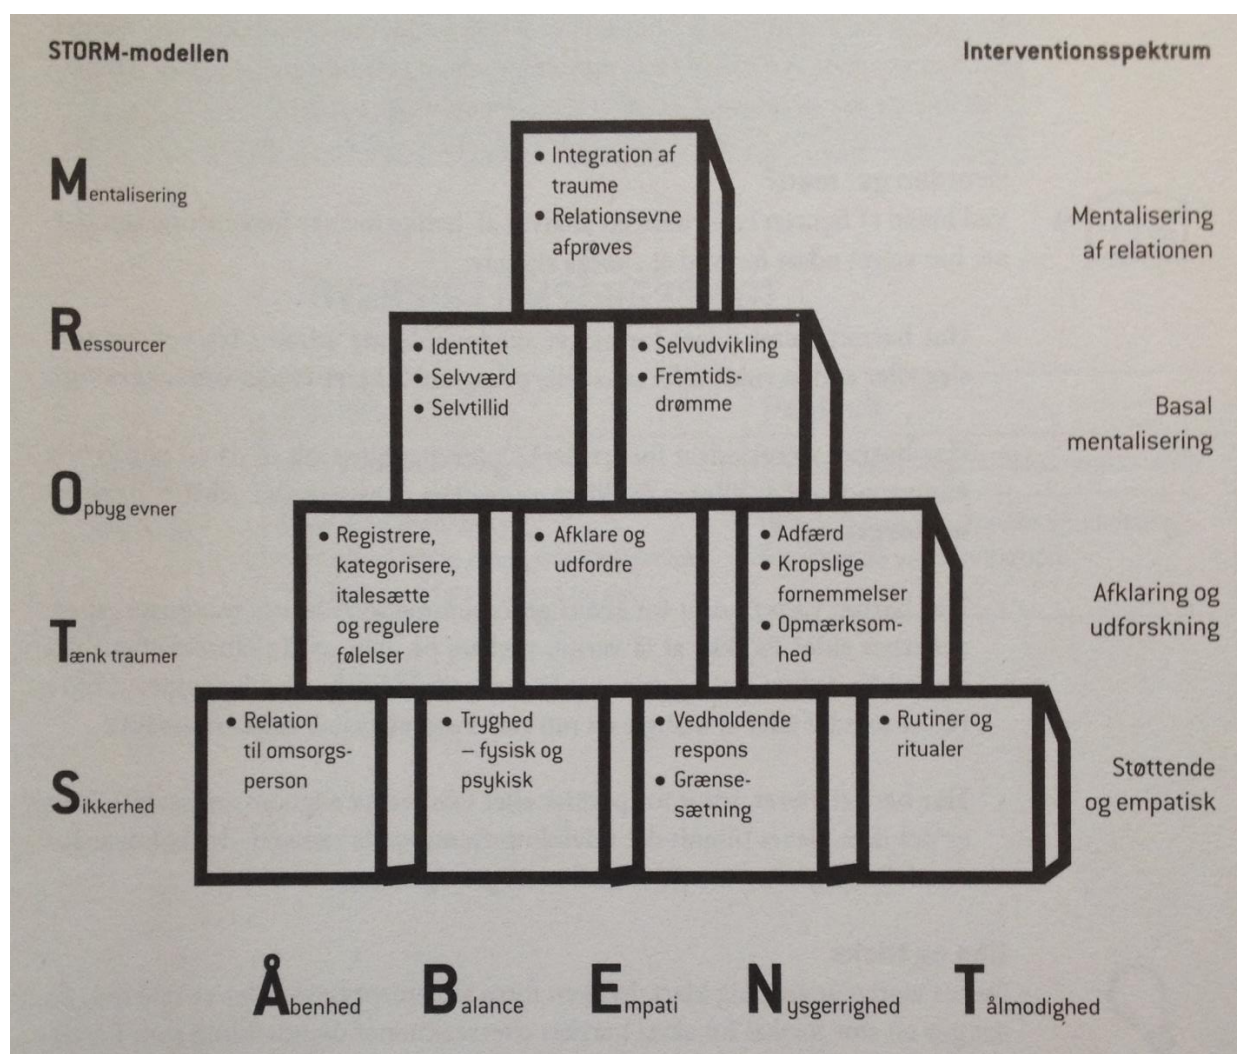 STORM-modellen
Interventionsspektrum
Mentalisering
• Integration af
traume
• Relationsevne
afprøves
Mentalisering
af relationen
Ressourcer
• Identitet
• Selvværd
• Selvtillid
• Selvudvikling
• Fremtids-
drømme
Basal
mentalisering
Opbyg evner
• Registrere,
kategorisere,
italesætte
og regulere
følelser
• Afklare og
udfordre
• Adfærd
• Kropslige
fornemmelser
• Opmærksom-
hed
Afklaring og
udforskning
Tænk traumer
Sikkerhed
• Relation
til omsorgs-
person
• Tryghed
– fysisk og
psykisk
• Vedholdende
respons
• Grænse-
sætning
• Rutiner og
ritualer
Støttende
og empatisk
Åbenhed
Balance
Empati
Nysgerrighed
Tålmodighed